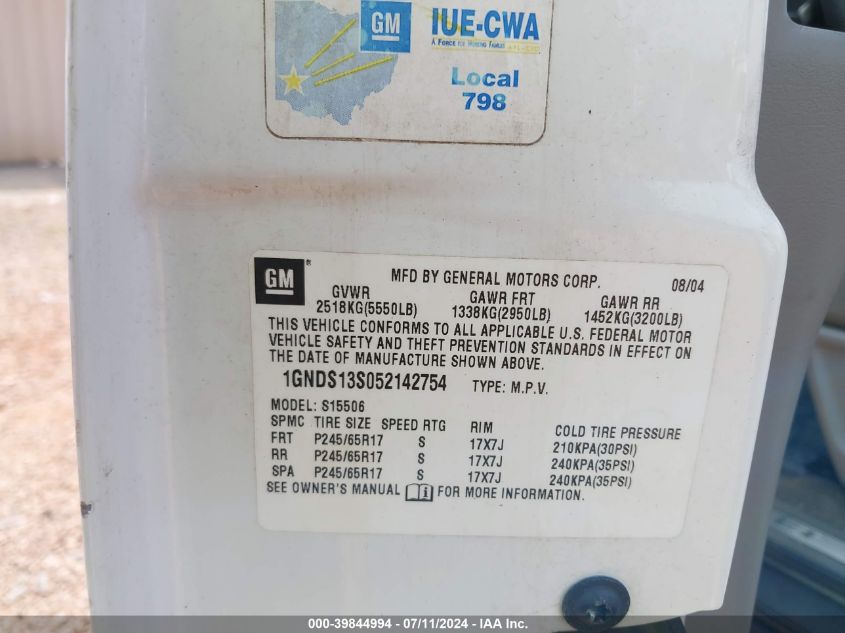 GM
IUE-CWA
A FORCE FOR WORKING FAMILIES
Local
798
GM ®
MFD BY GENERAL MOTORS CORP. 08/04
GVWR GAWR FRT GAWR RR
2518KG(5550LB) 1338KG(2950LB) 1452KG(3200LB)
THIS VEHICLE CONFORMS TO ALL APPLICABLE U.S. FEDERAL MOTOR
VEHICLE SAFETY AND THEFT PREVENTION STANDARDS IN EFFECT ON
THE DATE OF MANUFACTURE SHOWN ABOVE.
1GNDS13S052142754 TYPE: M.P.V.
MODEL: S15506
SPMC TIRE SIZE SPEED RTG RIM COLD TIRE PRESSURE
FRT P245/65R17 S 17X7J 210KPA(30PSI)
RR P245/65R17 S 17X7J 240KPA(35PSI)
SPA P245/65R17 S 17X7J 240KPA(35PSI)
SEE OWNER'S MANUAL i FOR MORE INFORMATION.
000-39844994 - 07/11/2024 - IAA Inc.